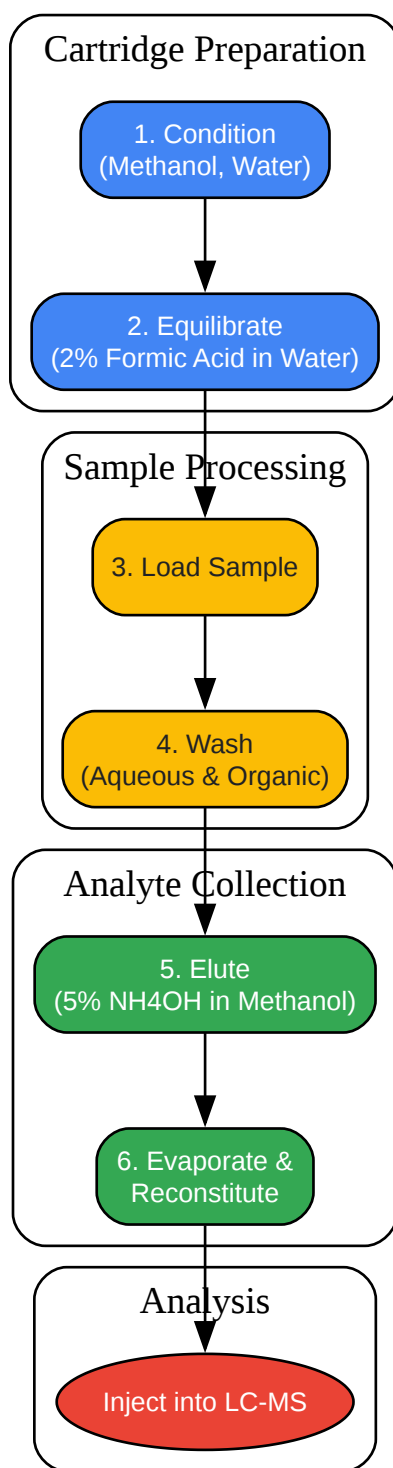 Cartridge Preparation
1. Condition
(Methanol, Water)
2. Equilibrate
(2% Formic Acid in Water)
Sample Processing
3. Load Sample
4. Wash
(Aqueous & Organic)
Analyte Collection
5. Elute
(5% NH4OH in Methanol)
6. Evaporate &
Reconstitute
Analysis
Inject into LC-MS